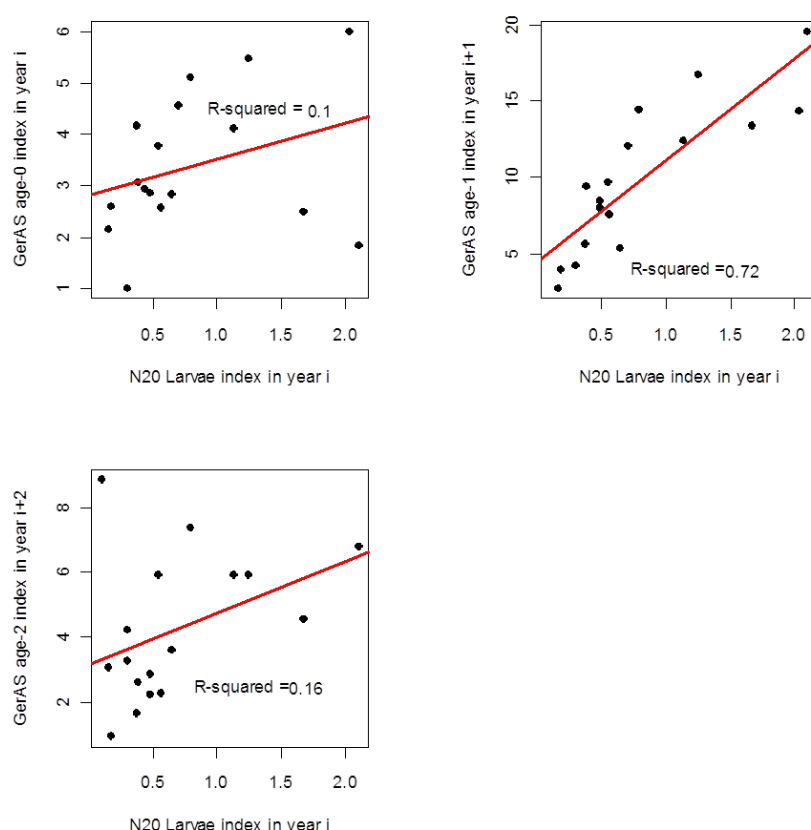 GerAS age-0 index in year i
6
5
4
3
2
1
R-squared = 0.1
0.5 1.0 1.5 2.0
N20 Larvae index in year i
GerAS age-1 index in year i+1
20
15
10
5
R-squared =0.72
0.5 1.0 1.5 2.0
N20 Larvae index in year i
GerAS age-2 index in year i+2
8
6
4
2
R-squared =0.16
0.5 1.0 1.5 2.0
N20 Larvae index in year i